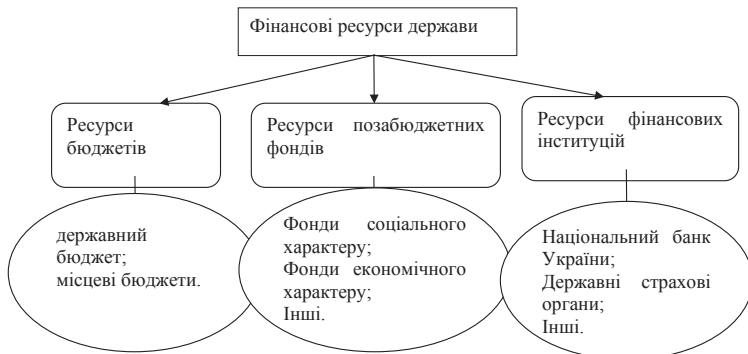 Фінансові ресурси держави
Ресурси
бюджетів
Ресурси позабюджетних
фондів
Ресурси фінансових
інституцій
державний
бюджет;
місцеві бюджети.
Фонди соціального
характеру;
Фонди економічного
характеру;
Інші.
Національний банк
України;
Державні страхові
органи;
Інші.